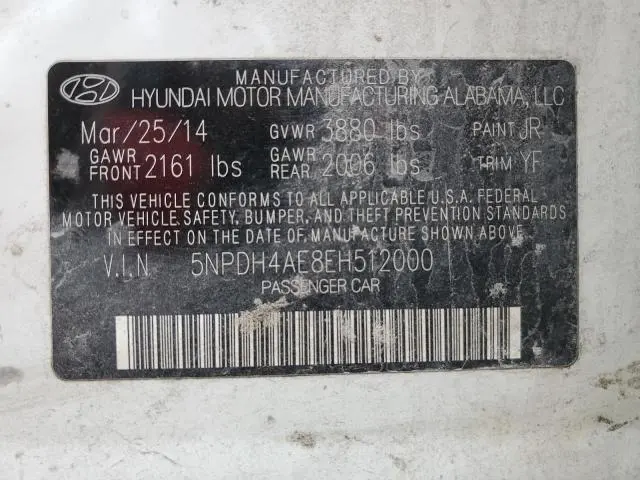 MANUFACTURED BY
HYUNDAI MOTOR MANUFACTURING ALABAMA, LLC
Mar/25/14 GVWR 3880 lbs PAINT JR
GAWR FRONT 2161 lbs GAWR REAR 2006 lbs TRIM YF
THIS VEHICLE CONFORMS TO ALL APPLICABLE U.S.A. FEDERAL
MOTOR VEHICLE SAFETY, BUMPER, AND THEFT PREVENTION STANDARDS
IN EFFECT ON THE DATE OF MANUFACTURE SHOWN ABOVE.
V.I.N 5NPDH4AE8EH512000
PASSENGER CAR